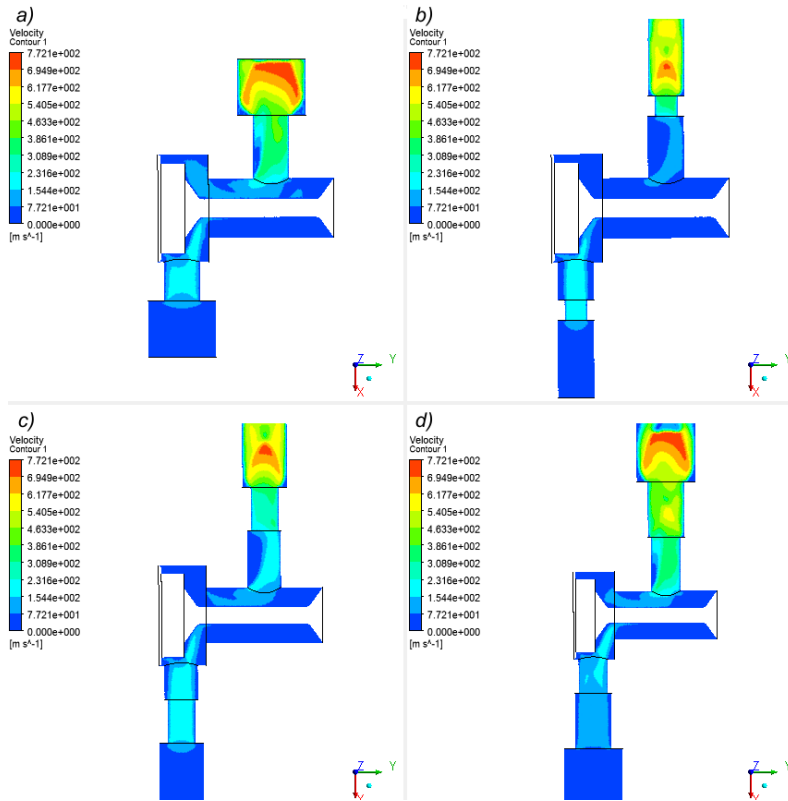 a)
Velocity
Contour 1
7.721e+002
6.949e+002
6.177e+002
5.405e+002
4.633e+002
3.861e+002
3.089e+002
2.316e+002
1.544e+002
7.721e+001
0.000e+000
[m s^-1]
Z
Y
X
b)
Velocity
Contour 1
7.721e+002
6.949e+002
6.177e+002
5.405e+002
4.633e+002
3.861e+002
3.089e+002
2.316e+002
1.544e+002
7.721e+001
0.000e+000
[m s^-1]
Z
Y
X
c)
Velocity
Contour 1
7.721e+002
6.949e+002
6.177e+002
5.405e+002
4.633e+002
3.861e+002
3.089e+002
2.316e+002
1.544e+002
7.721e+001
0.000e+000
[m s^-1]
Z
Y
X
d)
Velocity
Contour 1
7.721e+002
6.949e+002
6.177e+002
5.405e+002
4.633e+002
3.861e+002
3.089e+002
2.316e+002
1.544e+002
7.721e+001
0.000e+000
[m s^-1]
Z
Y
X